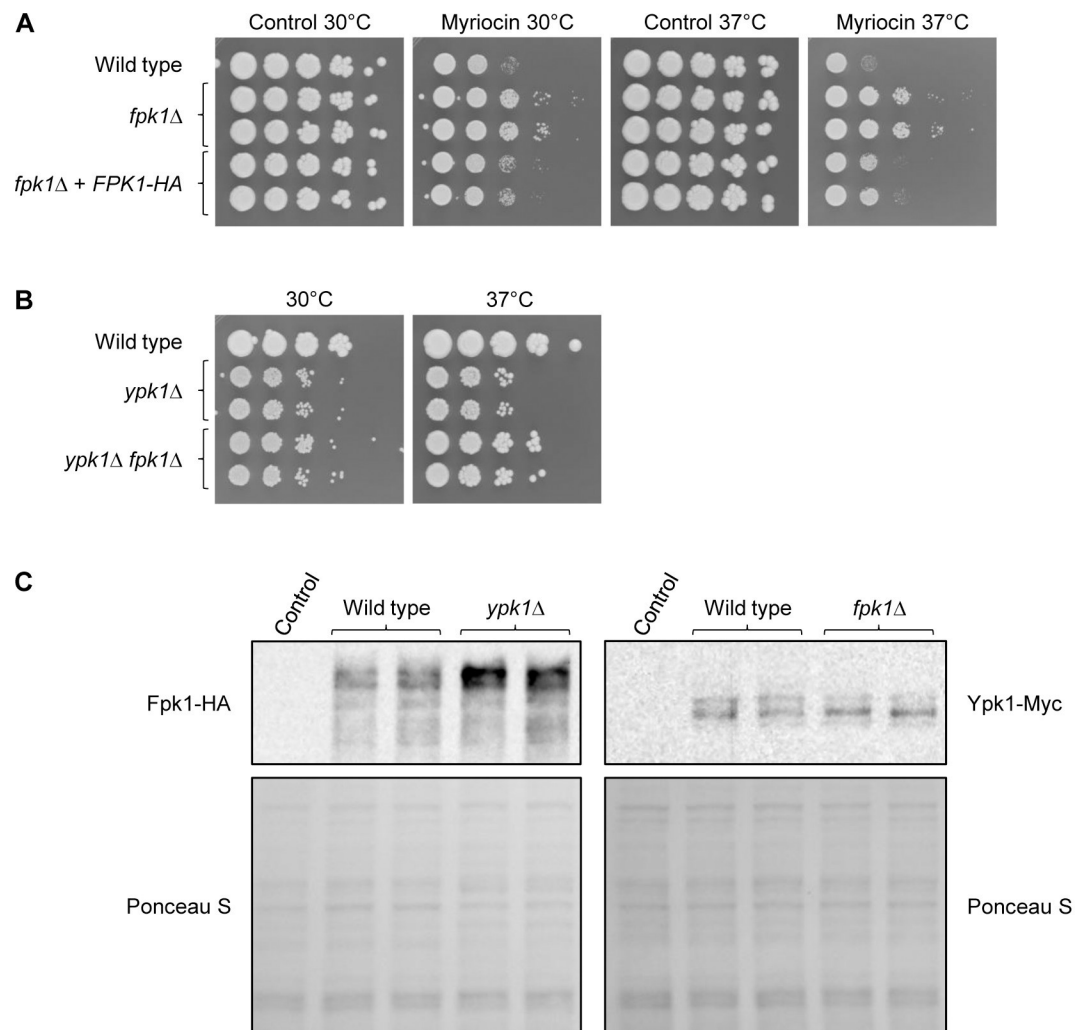 A
Control 30°C Myriocin 30°C Control 37°C Myriocin 37°C
Wild type
fpk1Δ
fpk1Δ + FPK1-HA
B
30°C 37°C
Wild type
ypk1Δ
ypk1Δ fpk1Δ
C
Control Wild type ypk1Δ Control Wild type fpk1Δ
Fpk1-HA Ypk1-Myc
Ponceau S Ponceau S